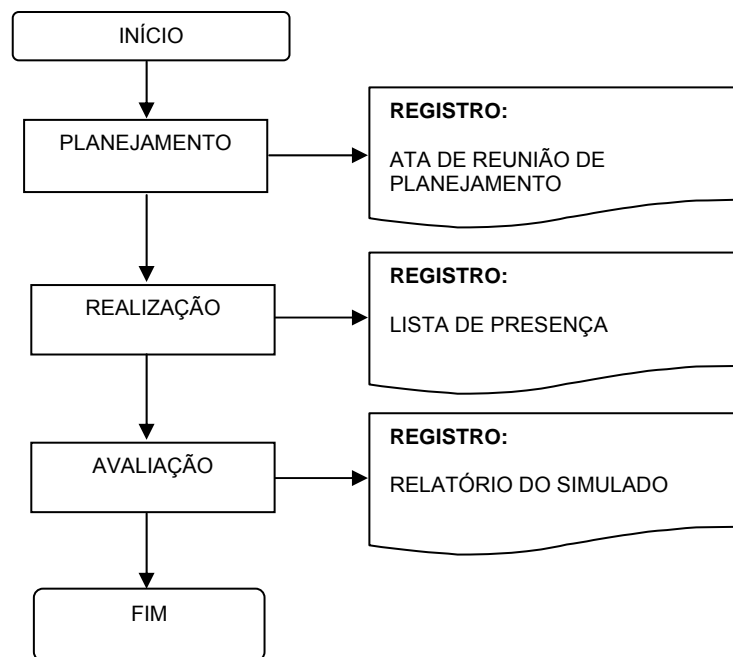 INÍCIO
PLANEJAMENTO
REGISTRO:
ATA DE REUNIÃO DE
PLANEJAMENTO
REALIZAÇÃO
REGISTRO:
LISTA DE PRESENÇA
AVALIAÇÃO
REGISTRO:
RELATÓRIO DO SIMULADO
FIM